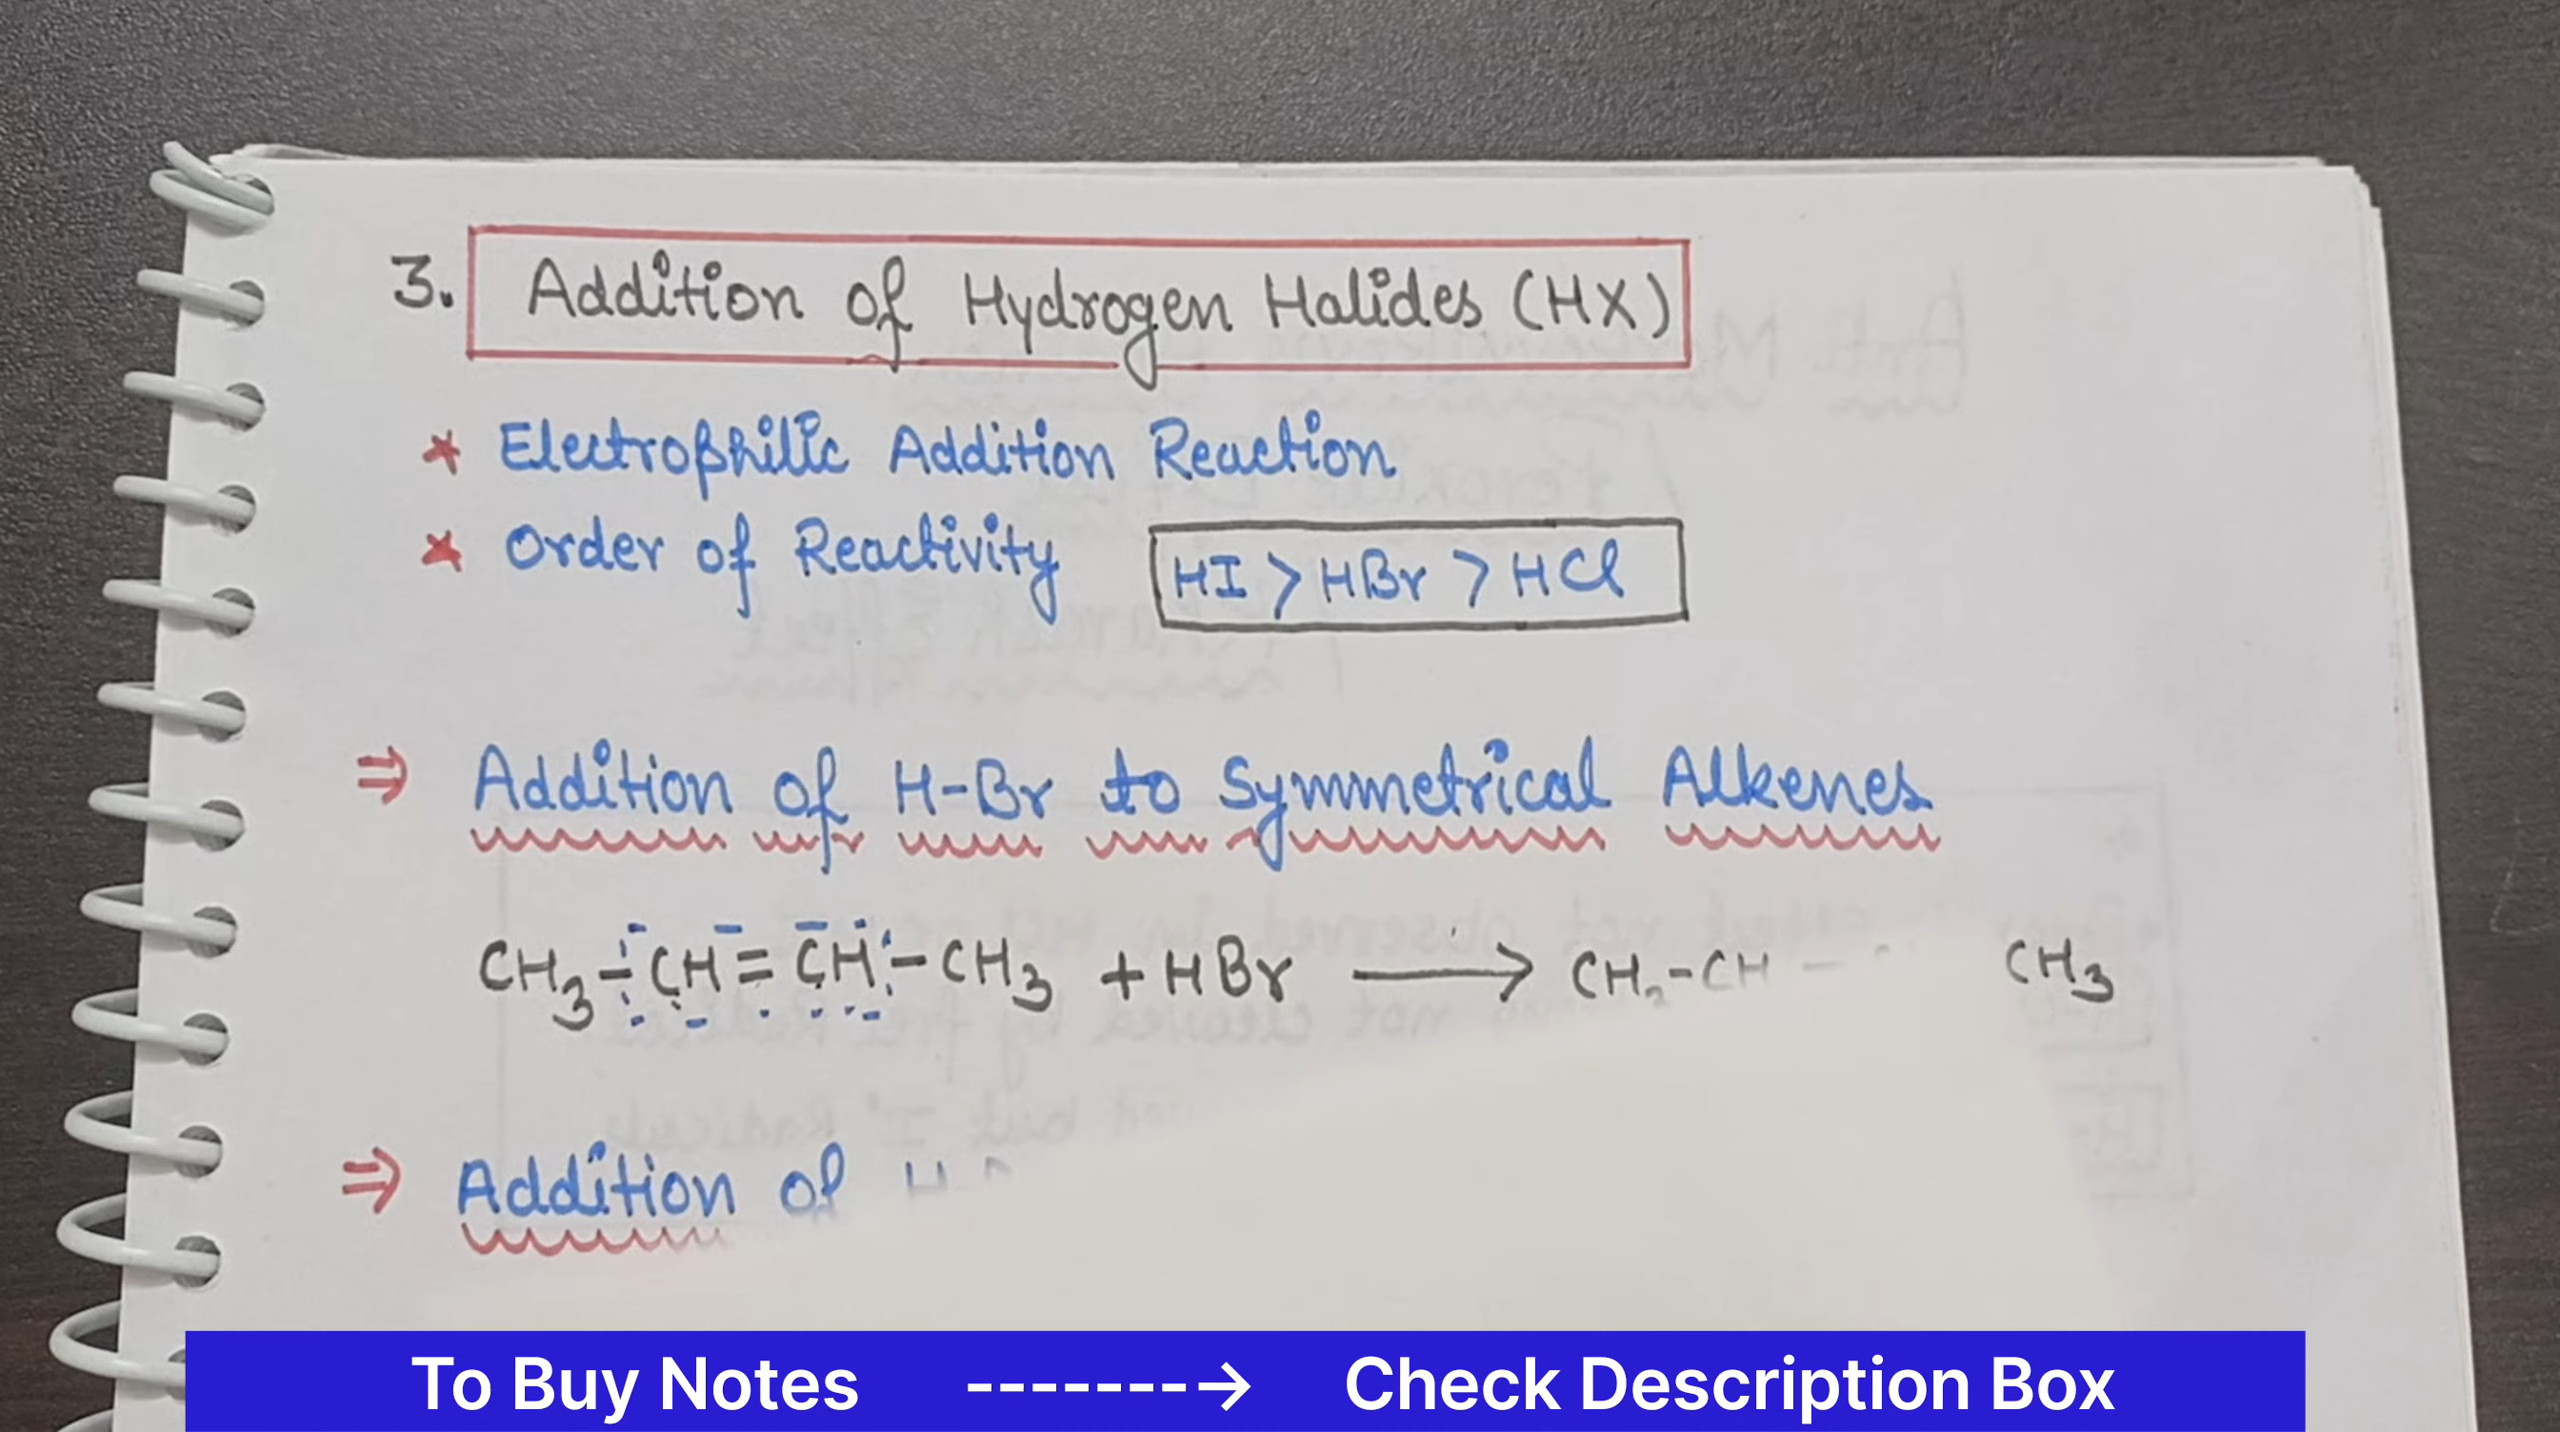 3. Addition of Hydrogen Halides (HX)
* Electrophilic Addition Reaction
* Order of Reactivity HI > HBr > HCl
⇒ Addition of H-Br to Symmetrical Alkenes
CH3-CH=CH-CH3 + HBr ⟶ CH3-CH- CH3
⇒ Addition of
To Buy Notes -------→ Check Description Box